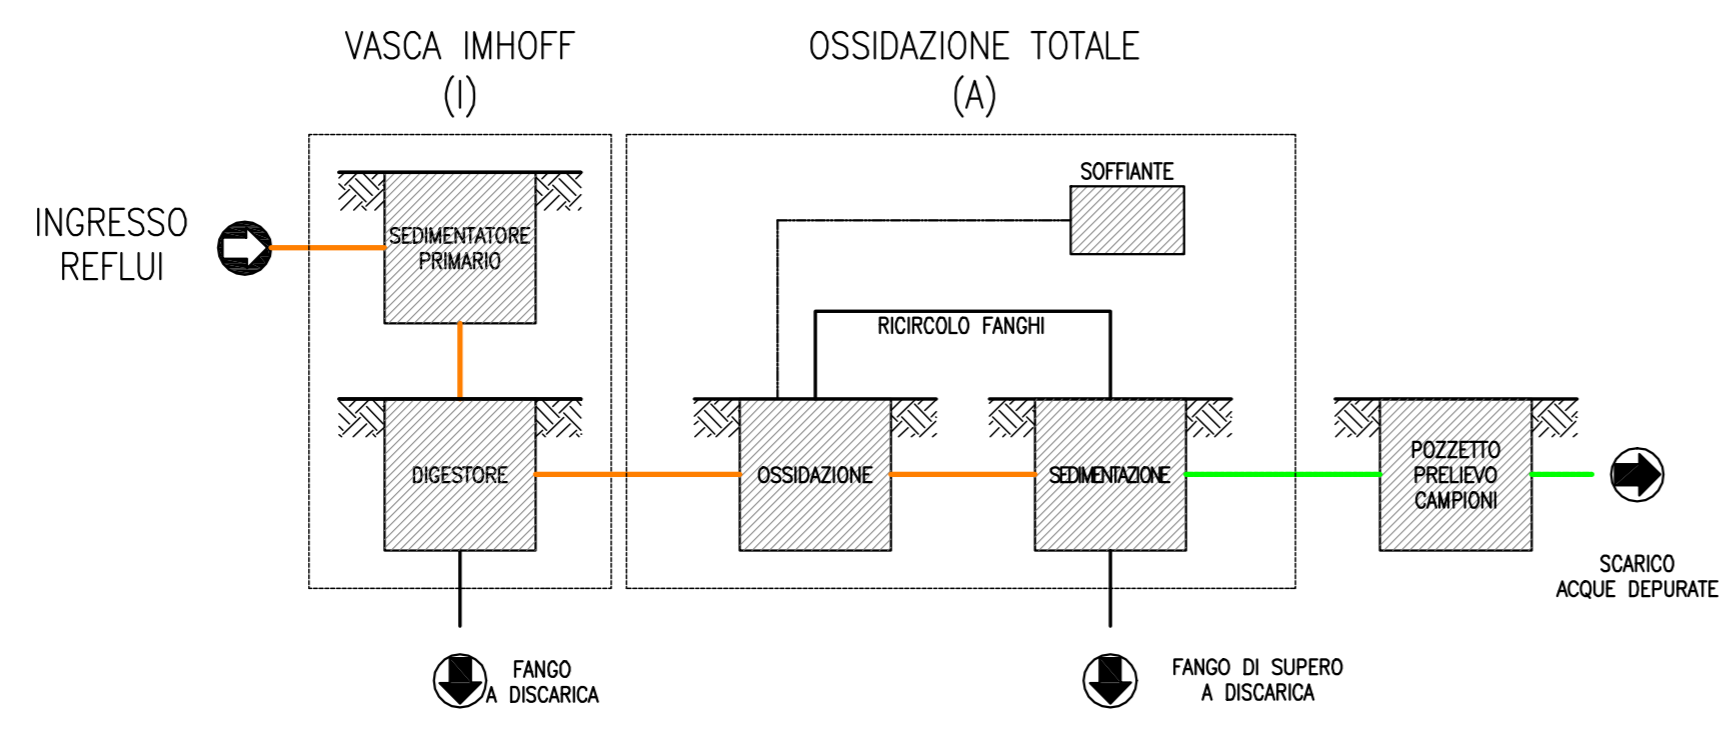 VASCA IMHOFF
(I)
OSSIDAZIONE TOTALE
(A)
SOFFIANTE
INGRESSO
REFLUI
SEDIMENTATORE
PRIMARIO
RICIRCOLO FANGHI
DIGESTORE
OSSIDAZIONE
SEDIMENTAZIONE
POZZETTO
PRELIEVO
CAMPIONI
SCARICO
ACQUE DEPURATE
FANGO
A DISCARICA
FANGO DI SUPERO
A DISCARICA